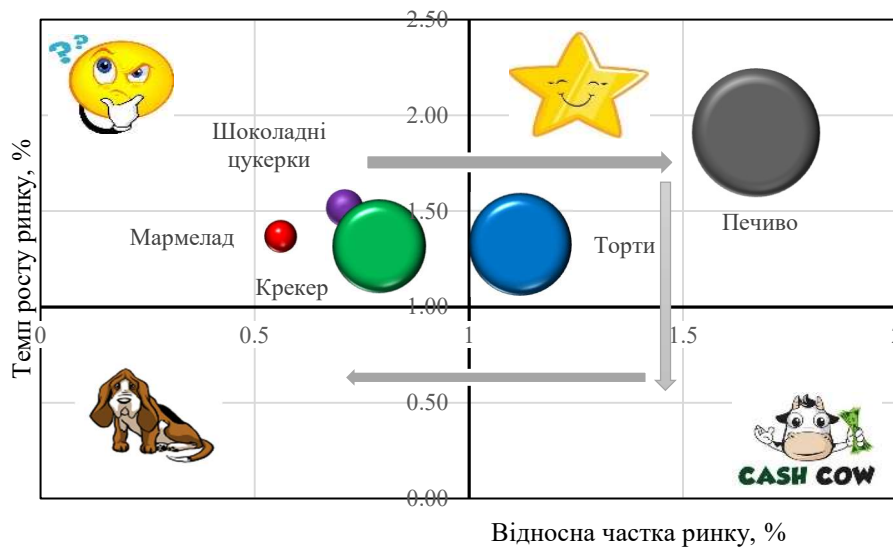 2.50
??
2.00
Шоколадні
цукерки
1.50
Мармелад
Торти
Печиво
Крекер
1.00
0
0.5
1
1.5
0.50
CASH COW
0.00
Темп росту ринку, %
Відносна частка ринку, %